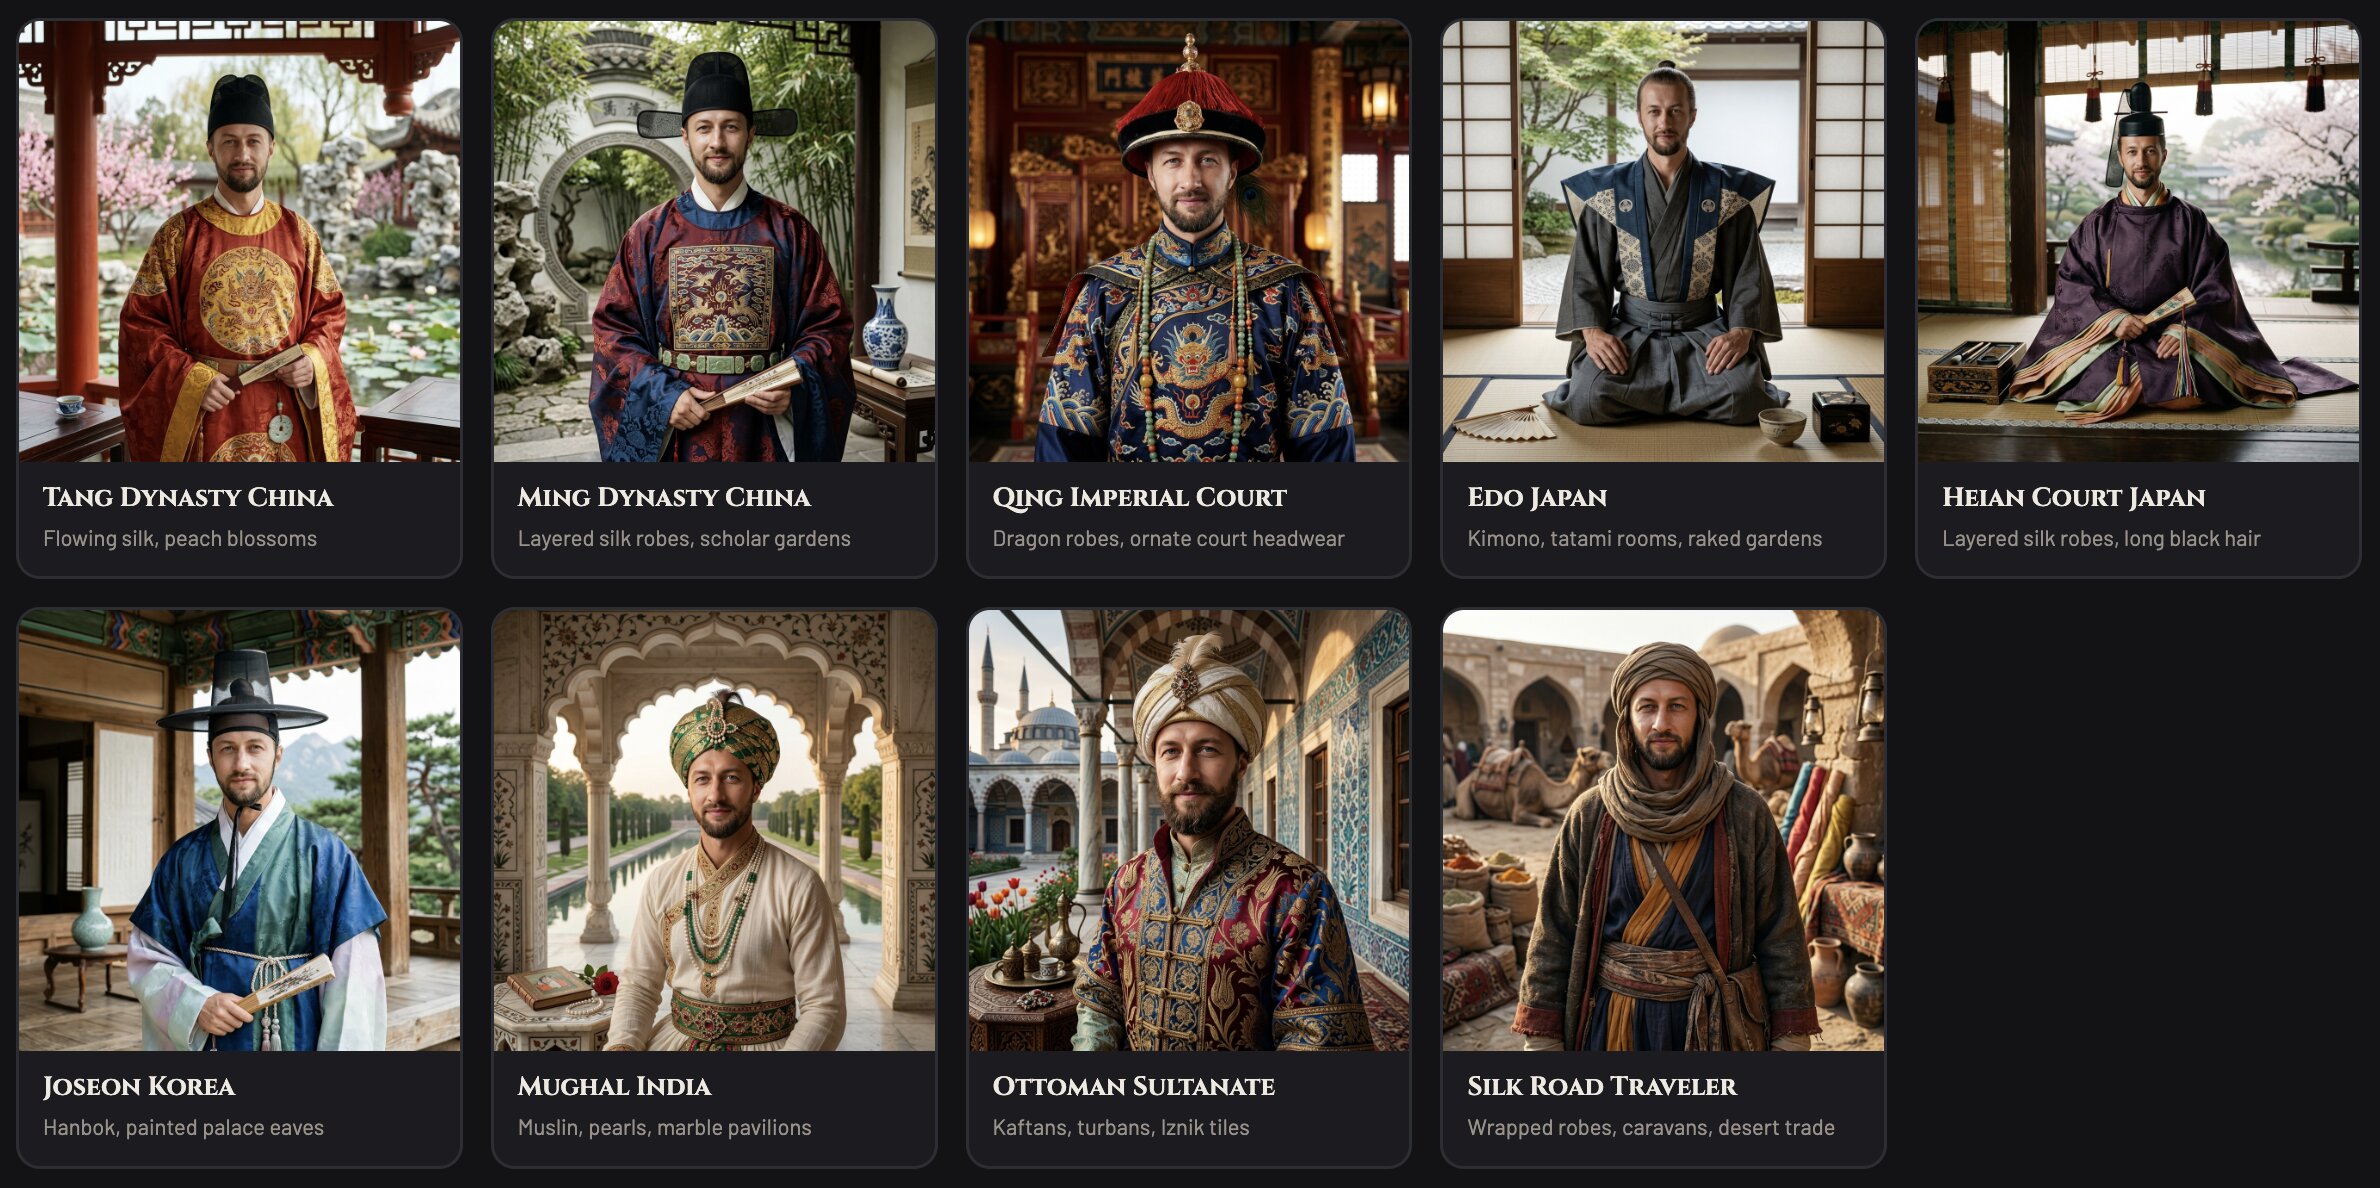 Tang Dynasty China
Flowing silk, peach blossoms
Ming Dynasty China
Layered silk robes, scholar gardens
Qing Imperial Court
Dragon robes, ornate court headwear
Edo Japan
Kimono, tatami rooms, raked gardens
Heian Court Japan
Layered silk robes, long black hair
Joseon Korea
Hanbok, painted palace eaves
Mughal India
Muslin, pearls, marble pavilions
Ottoman Sultanate
Kaftans, turbans, Iznik tiles
Silk Road Traveler
Wrapped robes, caravans, desert trade